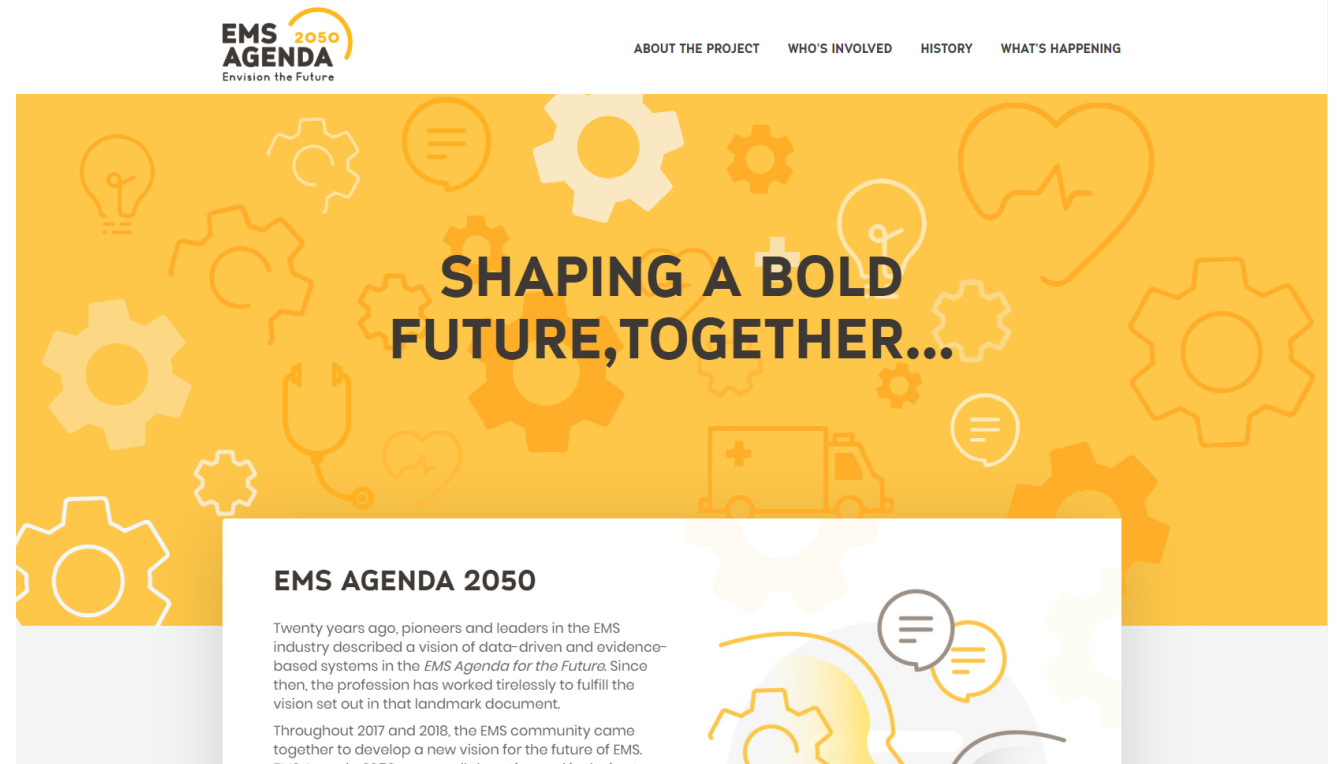 EMS 2050
AGENDA
Envision the Future
ABOUT THE PROJECT WHO'S INVOLVED HISTORY WHAT'S HAPPENING
SHAPING A BOLD
FUTURE,TOGETHER...
EMS AGENDA 2050
Twenty years ago, pioneers and leaders in the EMS
industry described a vision of data-driven and evidence-
based systems in the EMS Agenda for the Future. Since
then, the profession has worked tirelessly to fulfill the
vision set out in that landmark document.
Throughout 2017 and 2018, the EMS community came
together to develop a new vision for the future of EMS.